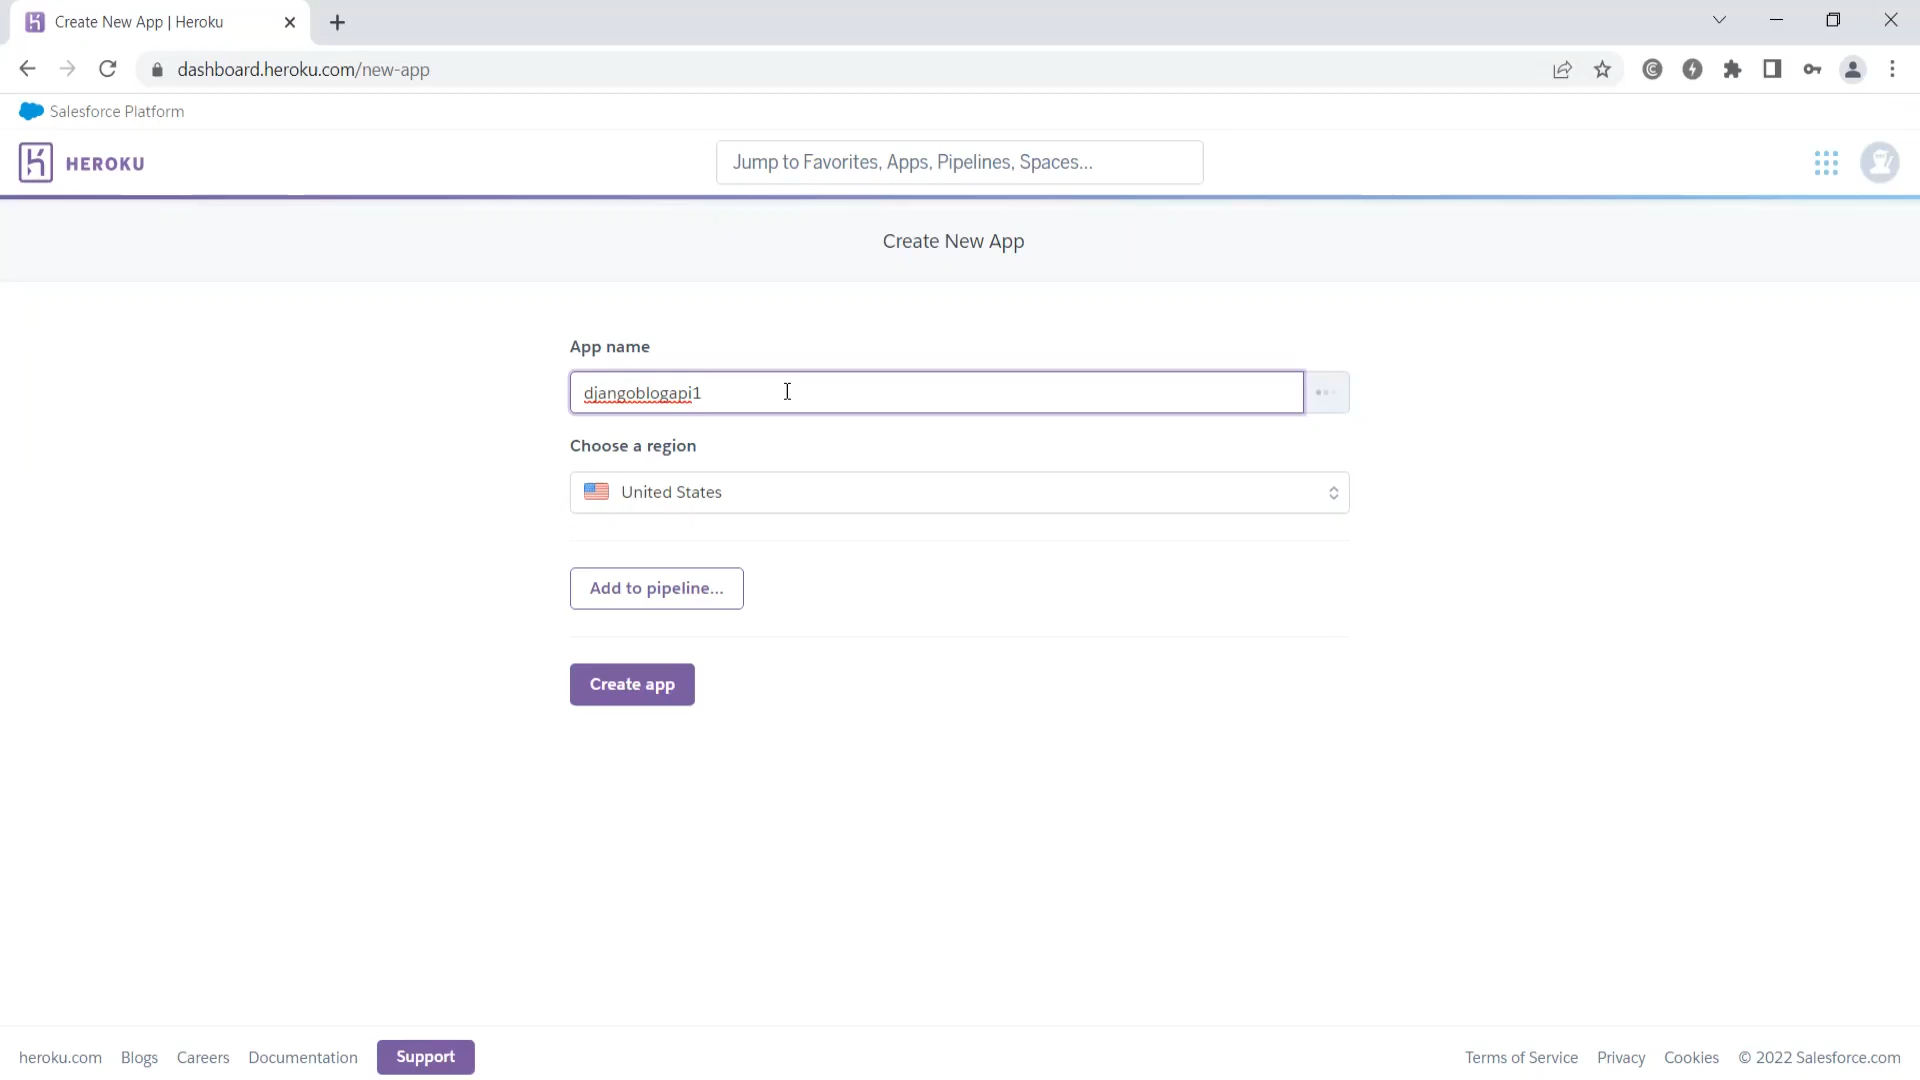 Create New App | Heroku
dashboard.heroku.com/new-app
Salesforce Platform
HEROKU
Jump to Favorites, Apps, Pipelines, Spaces...
Create New App
App name
djangoblogapi1
Choose a region
United States
Add to pipeline...
Create app
heroku.com Blogs Careers Documentation Support Terms of Service Privacy Cookies © 2022 Salesforce.com